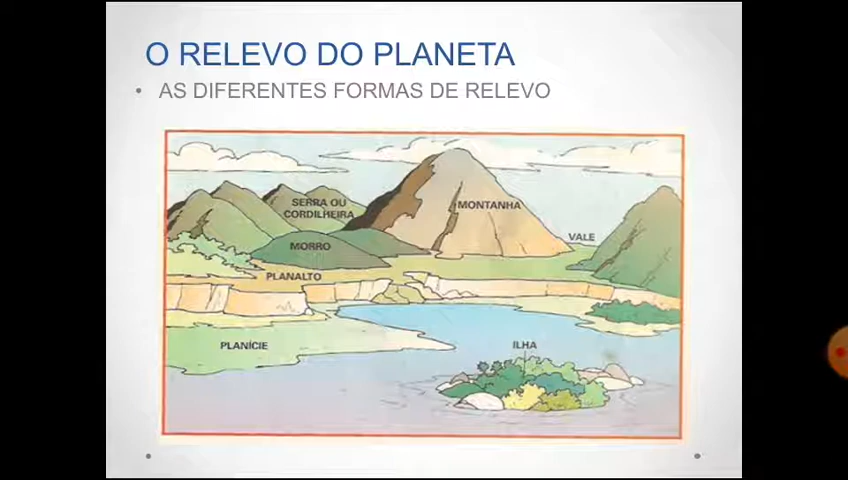 O RELEVO DO PLANETA
• AS DIFERENTES FORMAS DE RELEVO
SERRA OU
CORDILHEIRA
MONTANHA
VALE
MORRO
PLANALTO
PLANÍCIE
ILHA